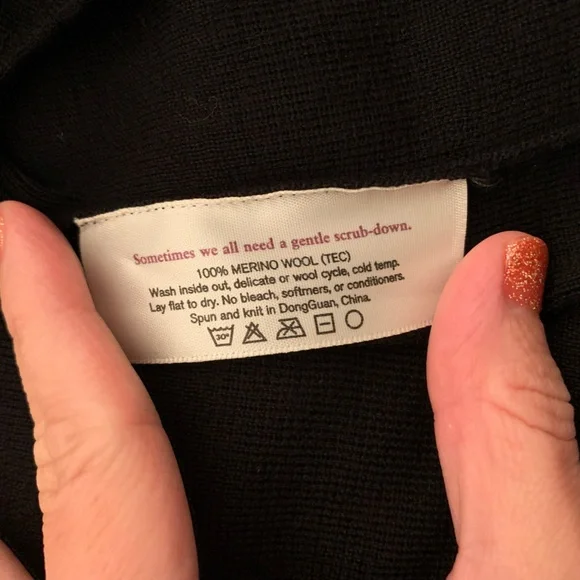 Sometimes we all need a gentle scrub-down.
100% MERINO WOOL (TEC)
Wash inside out, delicate or wool cycle, cold temp.
Lay flat to dry. No bleach, softnrs, or conditioners.
Spun and knit in DongGuan, China.
30°